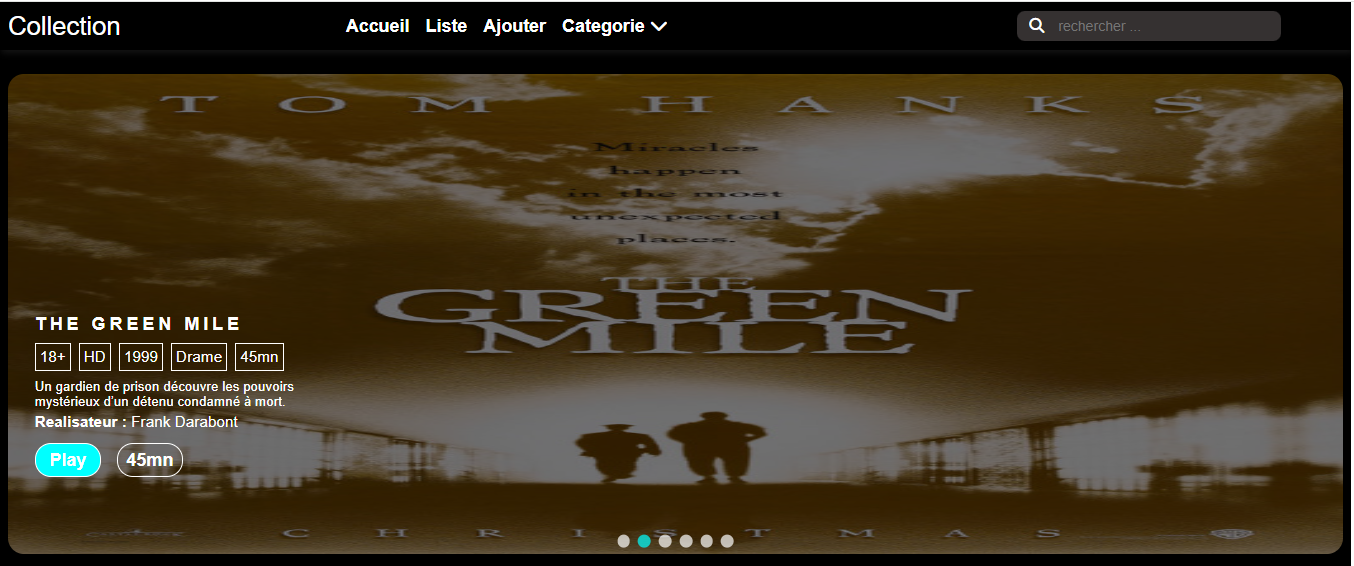 Collection
Accueil Liste Ajouter Categorie
rechercher ...
TOM HANKS
Miracles
happen
in the most
unexpected
places.
THE
GREEN
MILE
THE GREEN MILE
18+ HD 1999 Drame 45mn
Un gardien de prison découvre les pouvoirs
mystérieux d'un détenu condamné à mort.
Realisateur : Frank Darabont
Play 45mn
CHRISTMAS